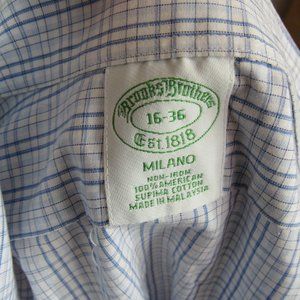 Brooks Brothers
16-36
Est. 1818
MILANO
NON-IRON
100% AMERICAN
SUPIMA COTTON
MADE IN MALAYSIA